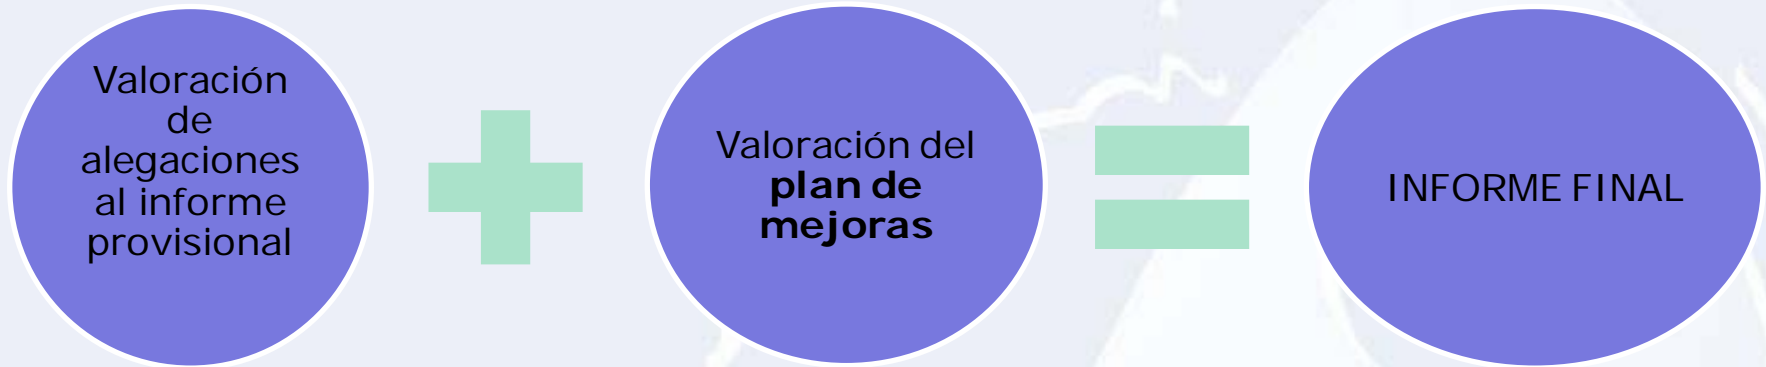 Valoración
de
alegaciones
al informe
provisional
Valoración del
plan de
mejoras
INFORME FINAL